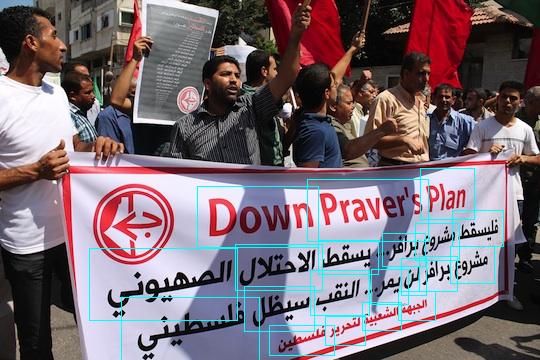 Down Praver's Plan
فليسقط مشروع برافر... يسقط الاحتلال الصهيوني
مشروع برافر لن يمر.. النقب سيظل فلسطيني
الجبهة الشعبية لتحرير فلسطين